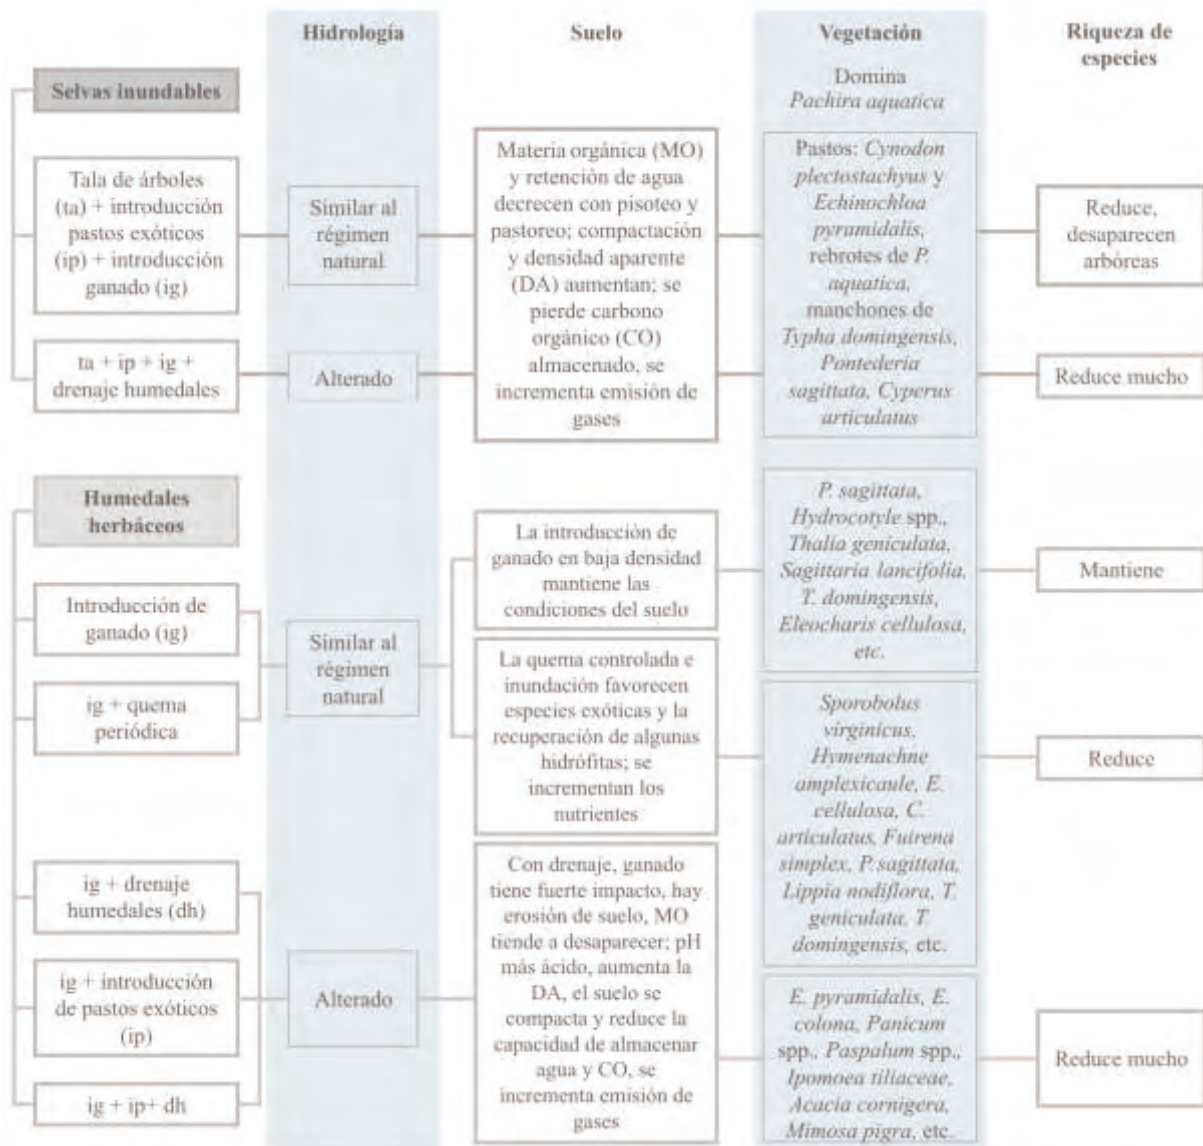 Hidrología
Suelo
Vegetación
Riqueza de
especies
Selvas inundables
Domina
Pachira aquatica
Tala de árboles
(ta) + introducción
pastos exóticos
(ip) + introducción
ganado (ig)
Similar al
régimen
natural
Materia orgánica (MO)
y retención de agua
decrecen con pisoteo y
pastoreo; compactación
y densidad aparente
(DA) aumentan; se
pierde carbono
orgánico (CO)
almacenado, se
incrementa emisión de
gases
Pastos: Cynodon
plectostachyus y
Echinochloa
pyramidalis,
rebrotes de P.
aquatica,
manchones de
Typha domingensis,
Pontederia
sagittata, Cyperus
articulatus
Reduce,
desaparecen
arbóreas
ta + ip + ig +
drenaje humedales
Alterado
Reduce mucho
Humedales
herbáceos
Introducción de
ganado (ig)
ig + quema
periódica
Similar al
régimen
natural
La introducción de
ganado en baja densidad
mantiene las
condiciones del suelo
P. sagittata,
Hydrocotyle spp.,
Thalia geniculata,
Sagittaria lancifolia,
T. domingensis,
Eleocharis cellulosa,
etc.
Mantiene
La quema controlada e
inundación favorecen
especies exóticas y la
recuperación de algunas
hidrófitas; se
incrementan los
nutrientes
Sporobolus
virginicus,
Hymenachne
amplexicaule, E.
cellulosa, C.
articulatus, Fuirena
simplex, P. sagittata,
Lippia nodiflora, T.
geniculata, T.
domingensis, etc.
Reduce
ig + drenaje
humedales (dh)
ig + introducción
de pastos exóticos
(ip)
ig + ip+ dh
Alterado
Con drenaje, ganado
tiene fuerte impacto, hay
erosión de suelo, MO
tiende a desaparecer; pH
más ácido, aumenta la
DA, el suelo se
compacta y reduce la
capacidad de almacenar
agua y CO, se
incrementa emisión de
gases
E. pyramidalis, E.
colona, Panicum
spp., Paspalum spp.,
Ipomoea tiliaceae,
Acacia cornigera,
Mimosa pigra, etc.
Reduce mucho